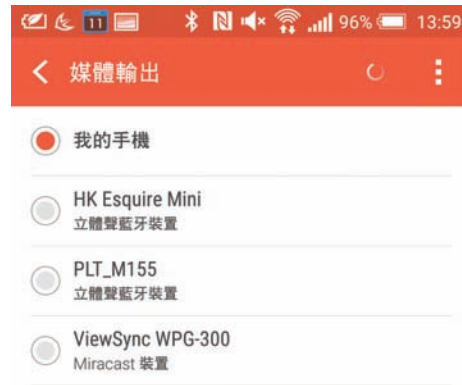 11 96% 13:59
媒體輸出
我的手機
HK Esquire Mini
立體聲藍牙裝置
PLT_M155
立體聲藍牙裝置
ViewSync WPG-300
Miracast 裝置